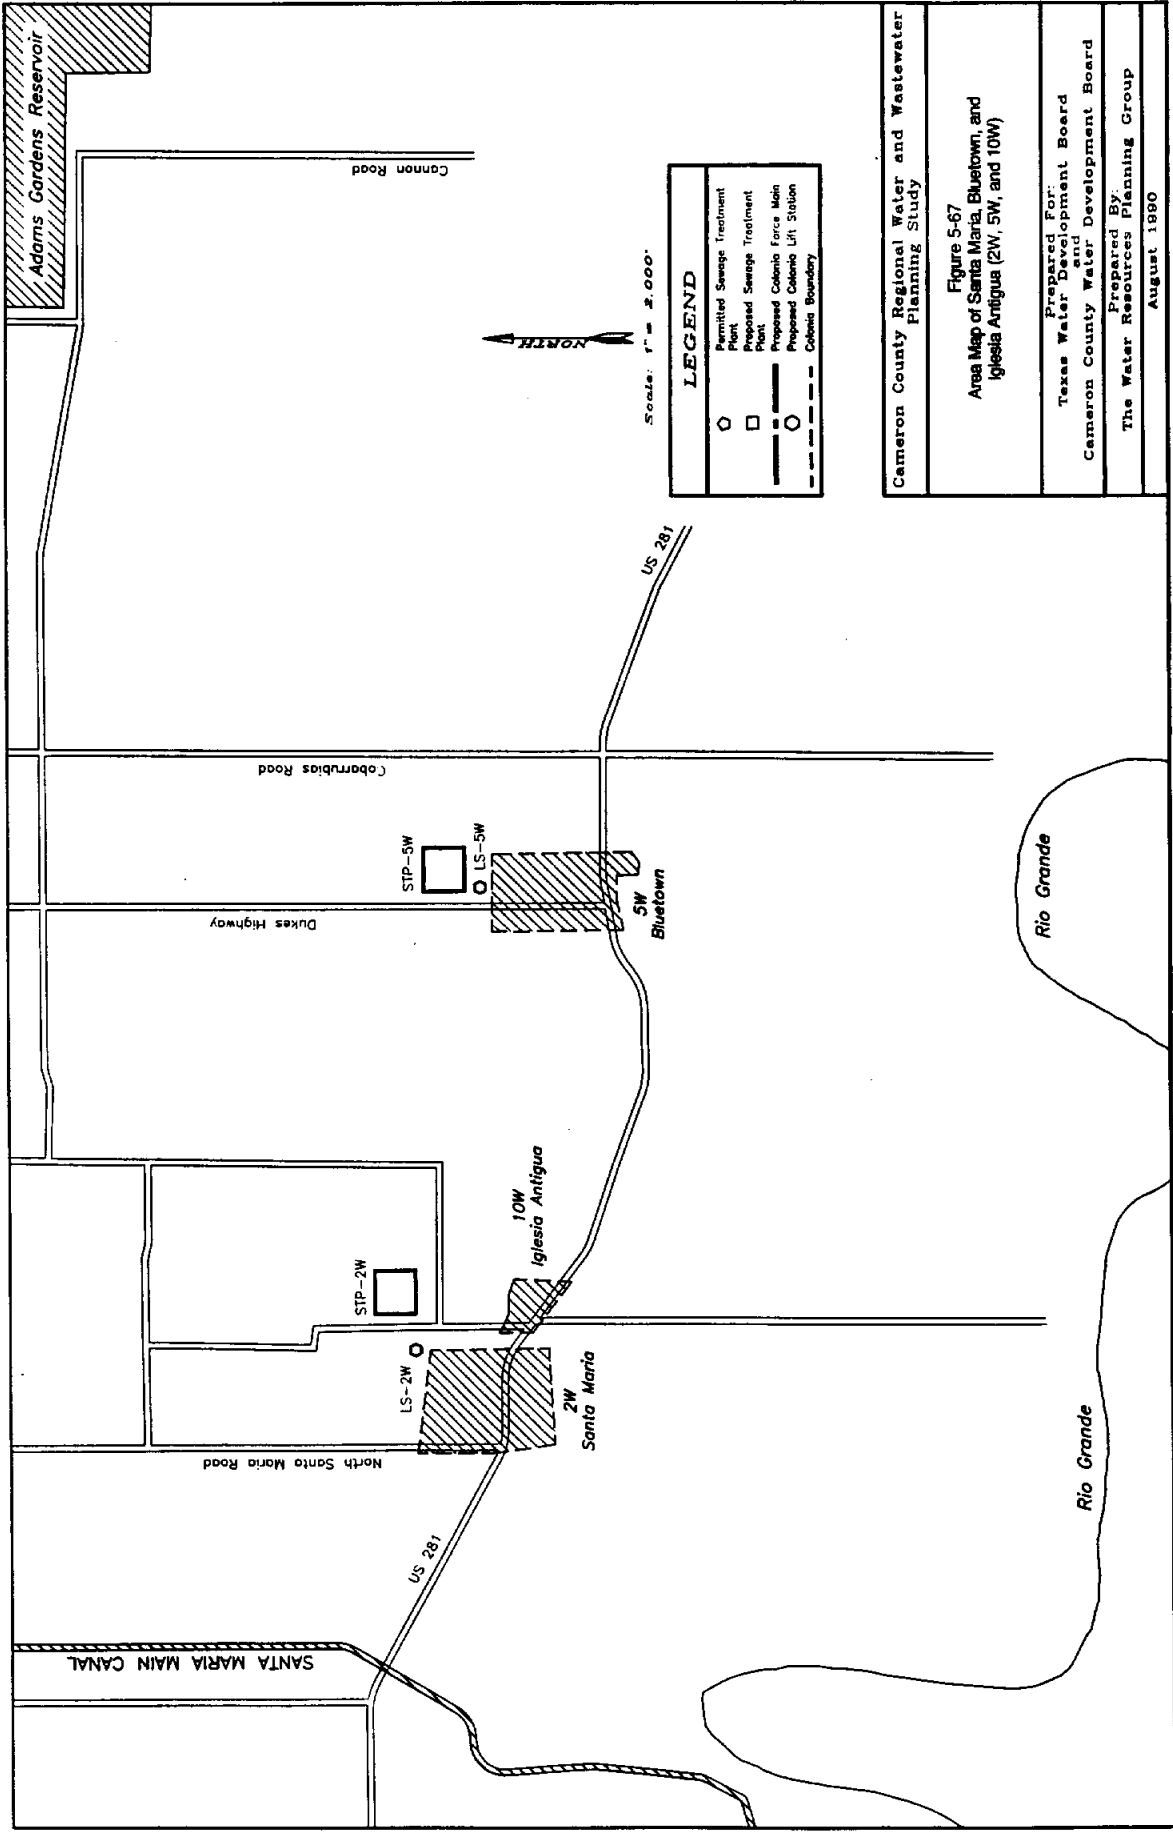 Adams Gardens Reservoir
Cannon Road
NORTH
Scale: 1" = 2,000'
LEGEND
Permitted Sewage Treatment
Plant
Proposed Sewage Treatment
Plant
Proposed Colonia Force Main
Proposed Colonia Lift Station
Colonia Boundary
Cameron County Regional Water and Wastewater
Planning Study
Figure 5-67
Area Map of Santa Maria, Bluetown, and
Iglesia Antigua (2W, 5W, and 10W)
Prepared For:
Texas Water Development Board
and
Cameron County Water Development Board
Prepared By:
The Water Resources Planning Group
August 1990
US 281
Cobarrubias Road
STP-5W
LS-5W
Dukes Highway
5W
Bluetown
Rio Grande
10W
Iglesia Antigua
STP-2W
LS-2W
2W
Santa Maria
North Santa Maria Road
US 281
SANTA MARIA MAIN CANAL
Rio Grande